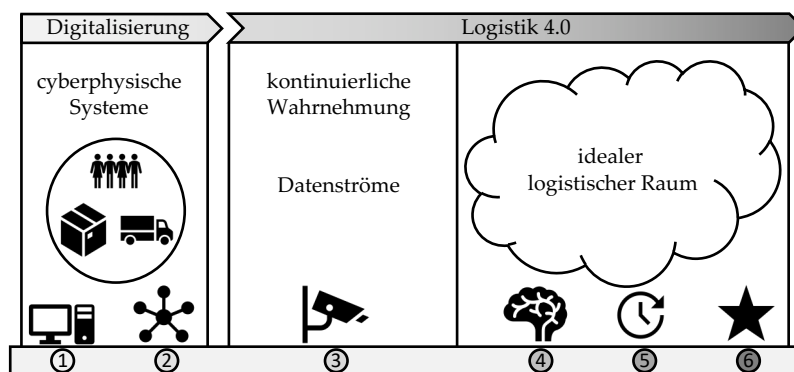 Digitalisierung
Logistik 4.0
cyberphysische
Systeme
kontinuierliche
Wahrnehmung
Datenströme
idealer
logistischer Raum
1
2
3
4
5
6